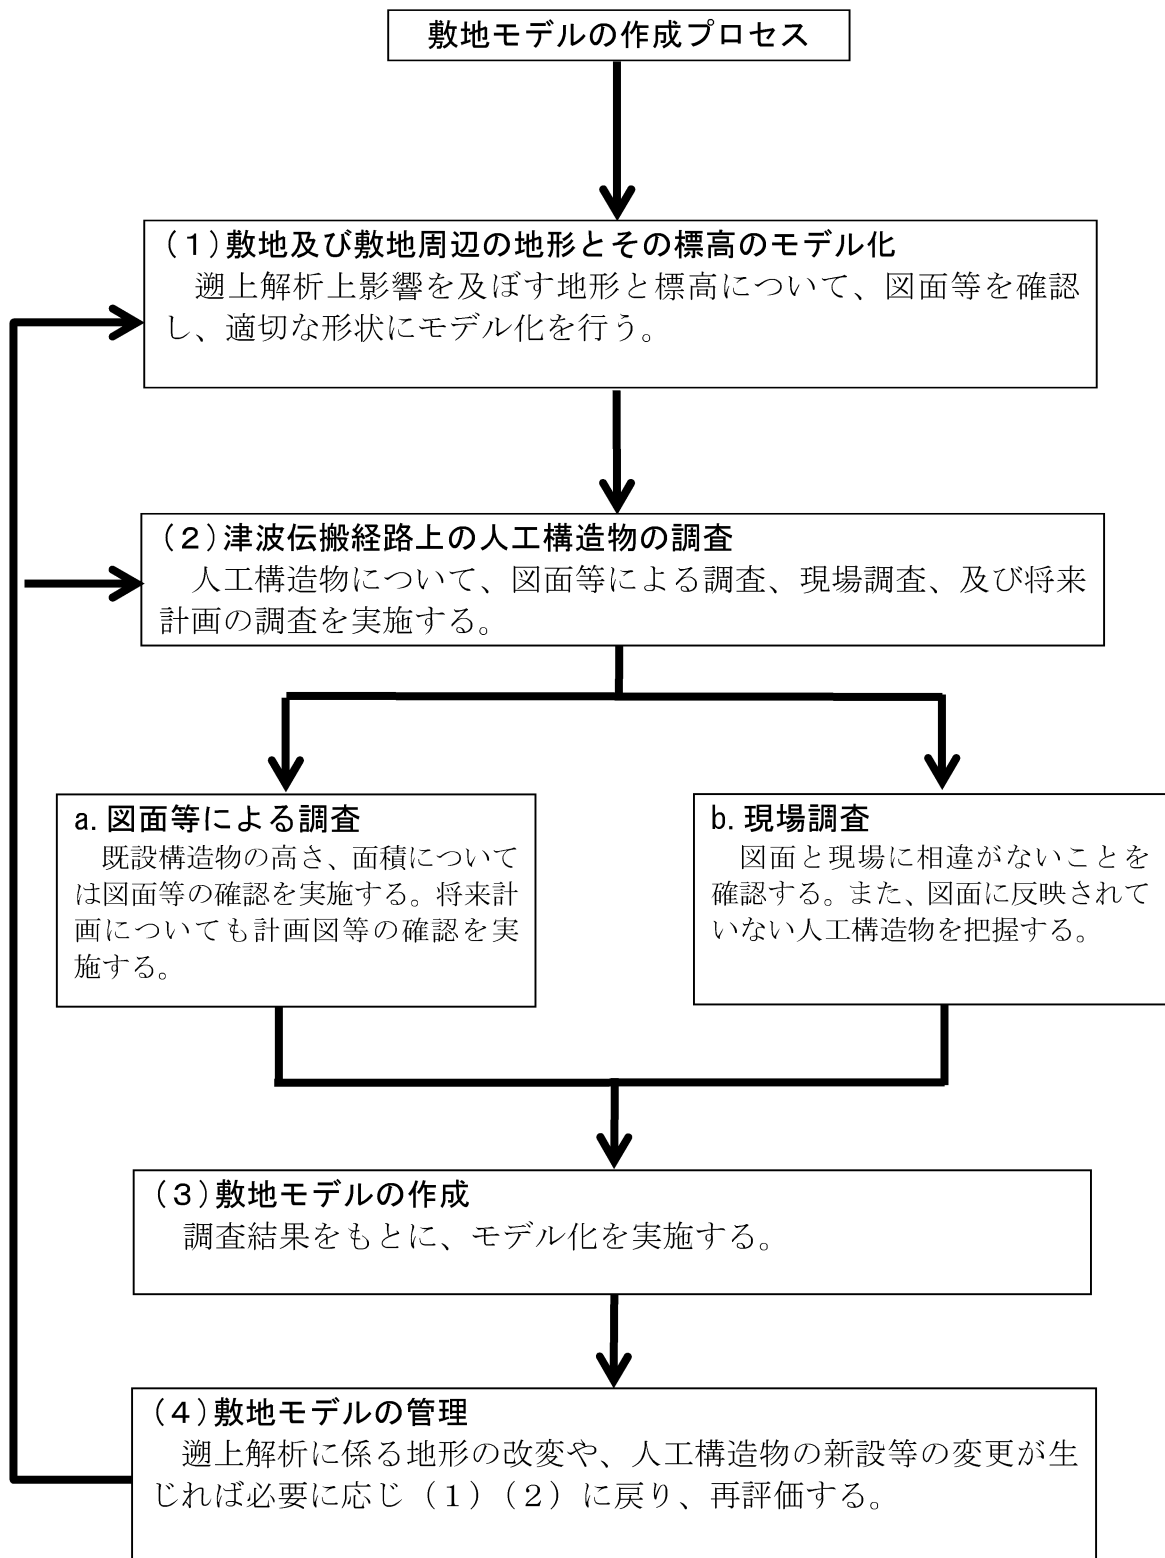 敷地モデルの作成プロセス
（１）敷地及び敷地周辺の地形とその標高のモデル化
遡上解析上影響を及ぼす地形と標高について、図面等を確認
し、適切な形状にモデル化を行う。
（２）津波伝搬経路上の人工構造物の調査
人工構造物について、図面等による調査、現場調査、及び将来
計画の調査を実施する。
a. 図面等による調査
既設構造物の高さ、面積について
は図面等の確認を実施する。将来計
画についても計画図等の確認を実
施する。
b. 現場調査
図面と現場に相違がないことを
確認する。また、図面に反映されて
いない人工構造物を把握する。
（３）敷地モデルの作成
調査結果をもとに、モデル化を実施する。
（４）敷地モデルの管理
遡上解析に係る地形の改変や、人工構造物の新設等の変更が生
じれば必要に応じ（１）（２）に戻り、再評価する。